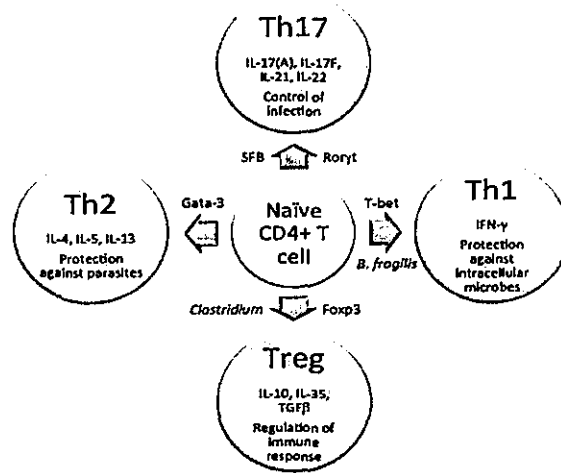 Th17
IL-17(A), IL-17F,
IL-21, IL-22
Control of
infection
SFB
Rorγt
Th2
IL-4, IL-5, IL-13
Protection
against parasites
Gata-3
Naïve
CD4+ T
cell
T-bet
B. fragilis
Th1
IFN-γ
Protection
against
intracellular
microbes
Clostridium
Foxp3
Treg
IL-10, IL-35,
TGFβ
Regulation of
immune
response